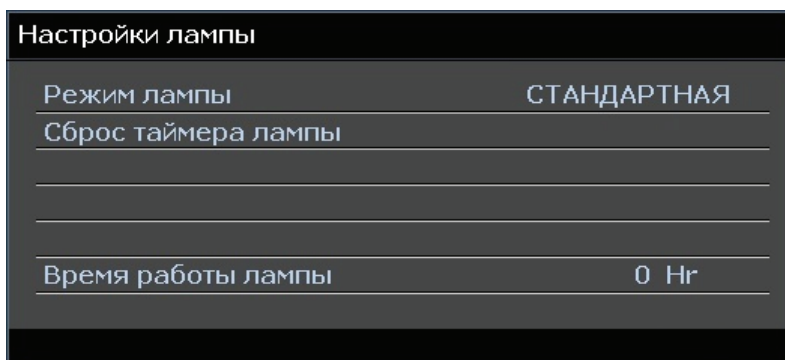 Настройки лампы
Режим лампы СТАНДАРТНАЯ
Сброс таймера лампы
Время работы лампы 0 Hr